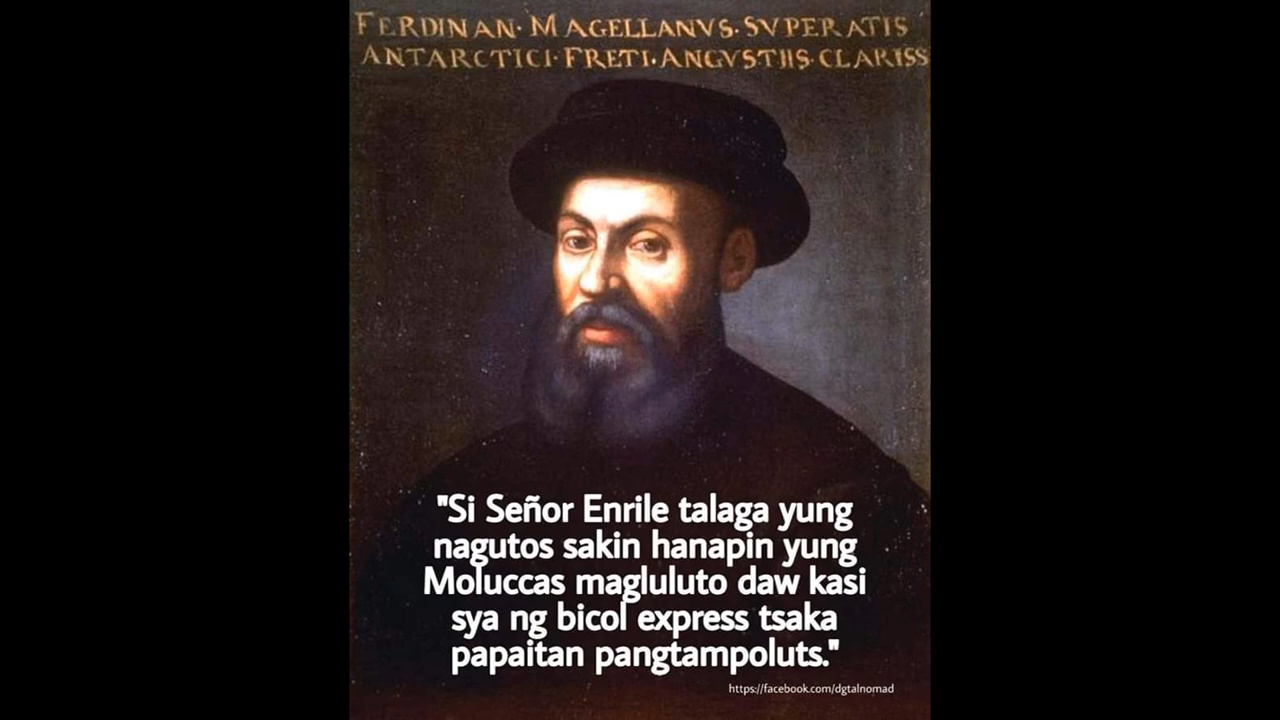 FERDINAN· MAGELLANVS· SVPERATIS
ANTARCTICI· FRETI· ANGVSTIIS· CLARISS
"Si Señor Enrile talaga yung
nagutos sakin hanapin yung
Moluccas magluluto daw kasi
sya ng bicol express tsaka
papaitan pangtampoluts."
https://facebook.com/dgtalnomad